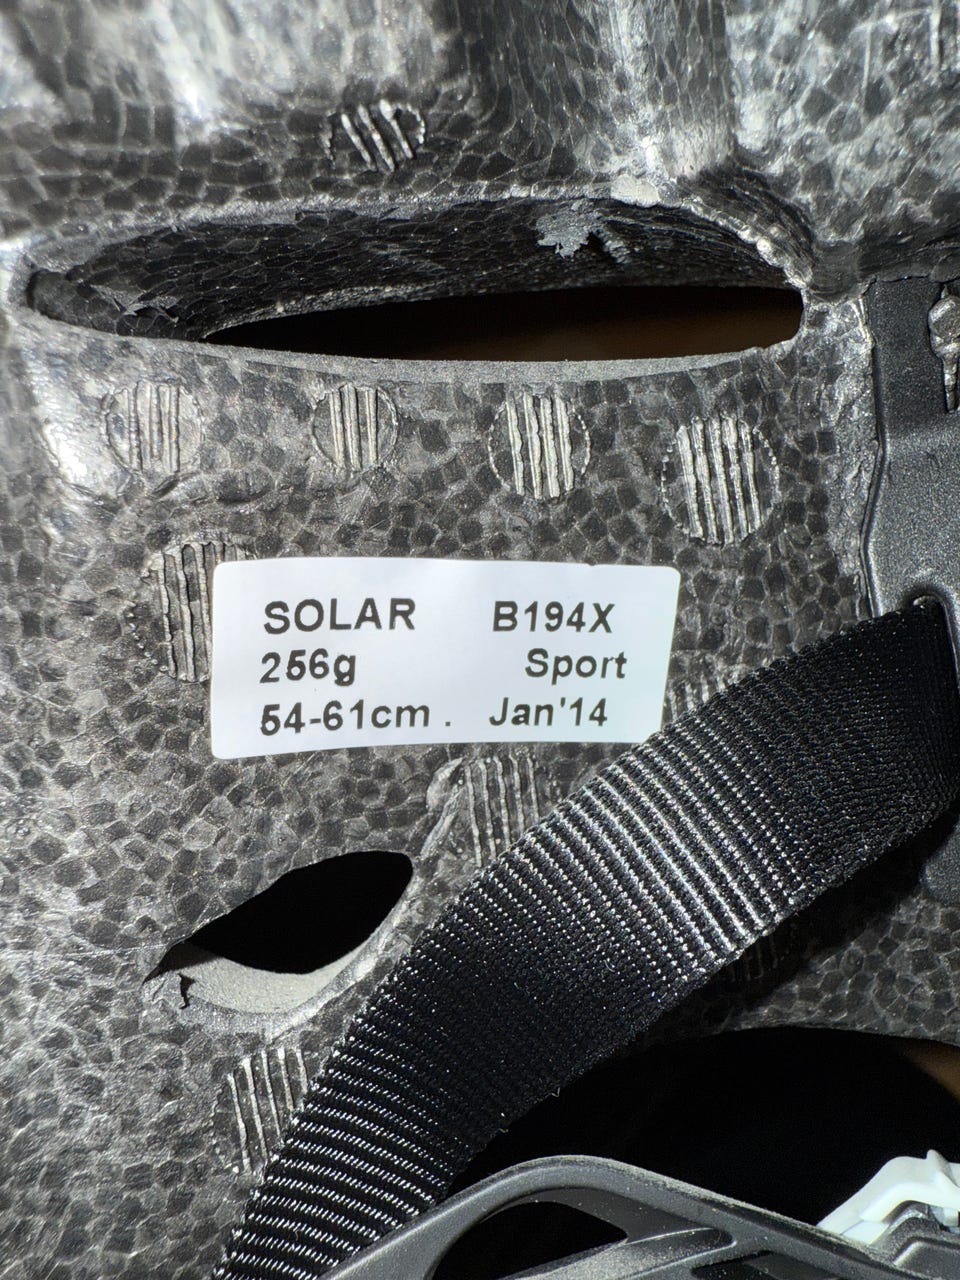 SOLAR B194X
256g Sport
54-61cm . Jan'14